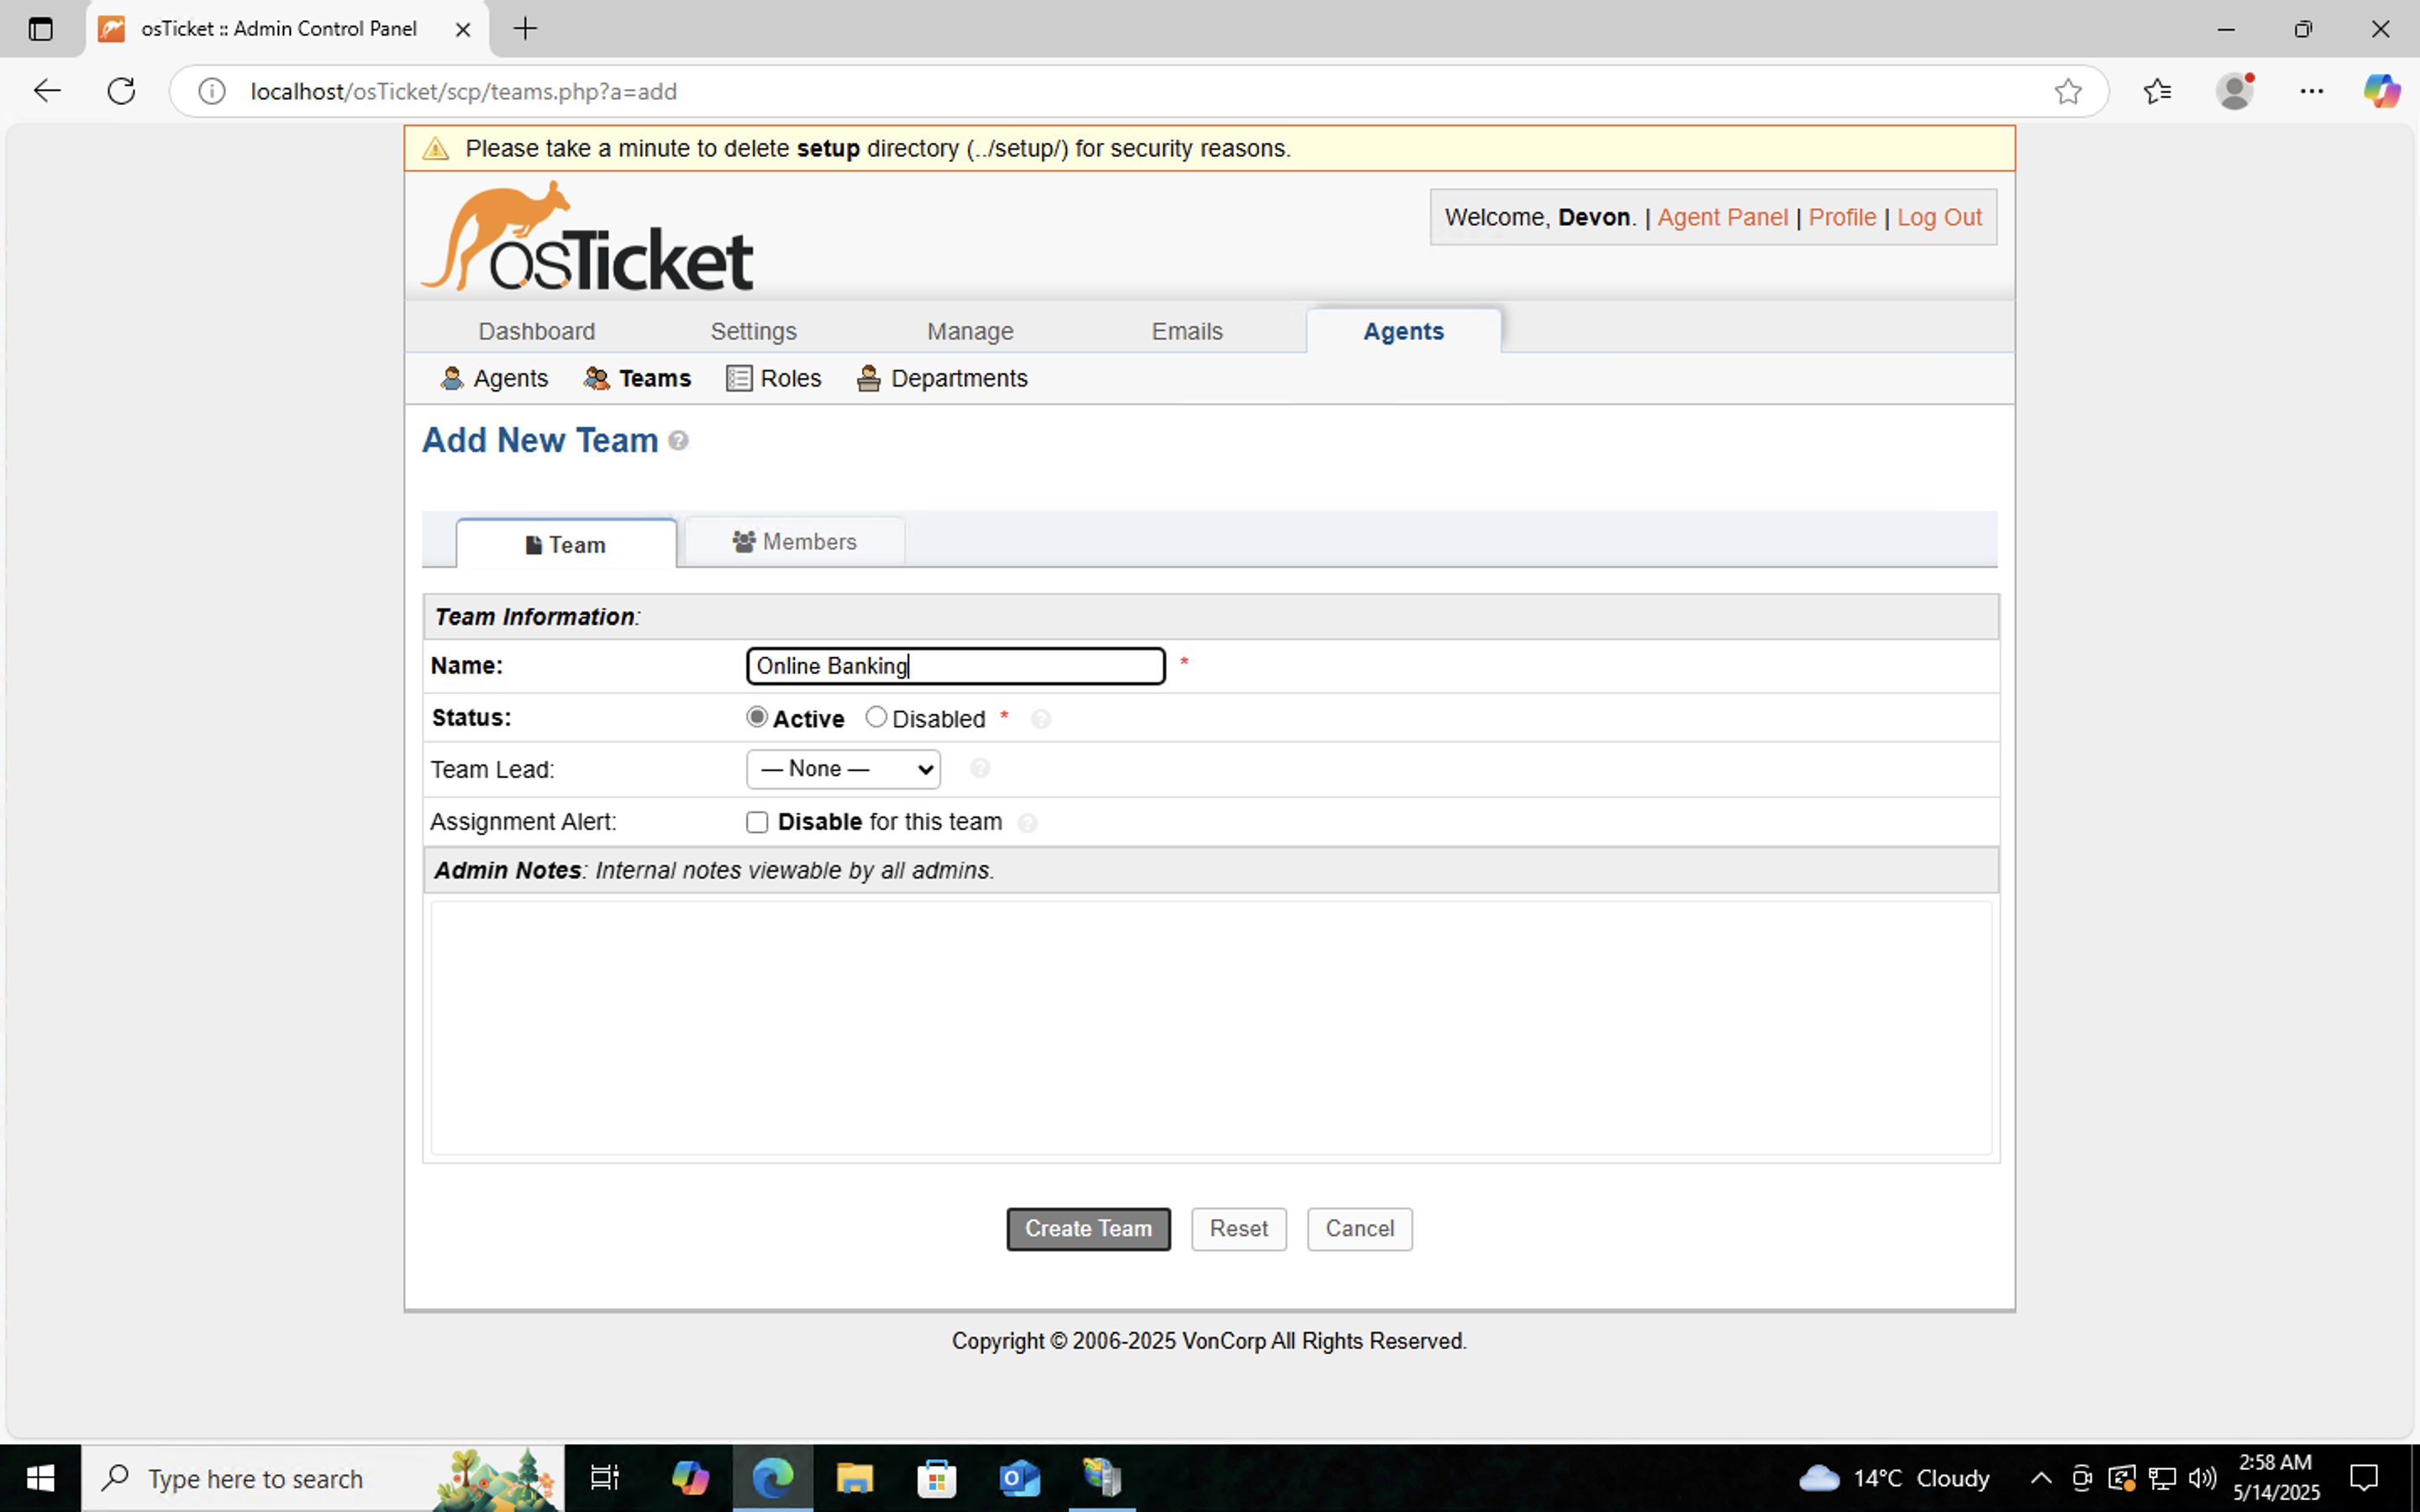 osTicket :: Admin Control Panel
localhost/osTicket/scp/teams.php?a=add
Please take a minute to delete setup directory (../setup/) for security reasons.
osTicket
Welcome, Devon. | Agent Panel | Profile | Log Out
Dashboard Settings Manage Emails Agents
Agents Teams Roles Departments
Add New Team ?
Team Members
Team Information:
Name: Online Banking *
Status: Active Disabled * ?
Team Lead: — None — ?
Assignment Alert: Disable for this team ?
Admin Notes: Internal notes viewable by all admins.
Create Team Reset Cancel
Copyright © 2006-2025 VonCorp All Rights Reserved.
Type here to search
14°C Cloudy
2:58 AM
5/14/2025